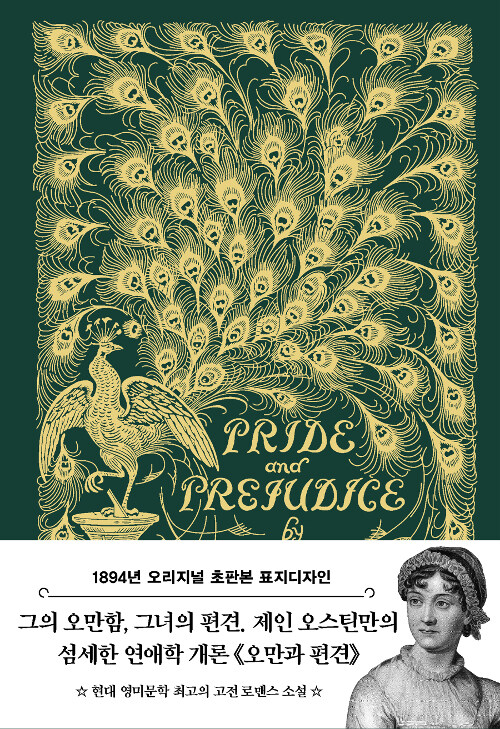 PRIDE
and
PREJUDICE
by
1894년 오리지널 초판본 표지디자인
그의 오만함, 그녀의 편견. 제인 오스틴만의
섬세한 연애학 개론 《오만과 편견》
☆ 현대 영미문학 최고의 고전 로맨스 소설 ☆